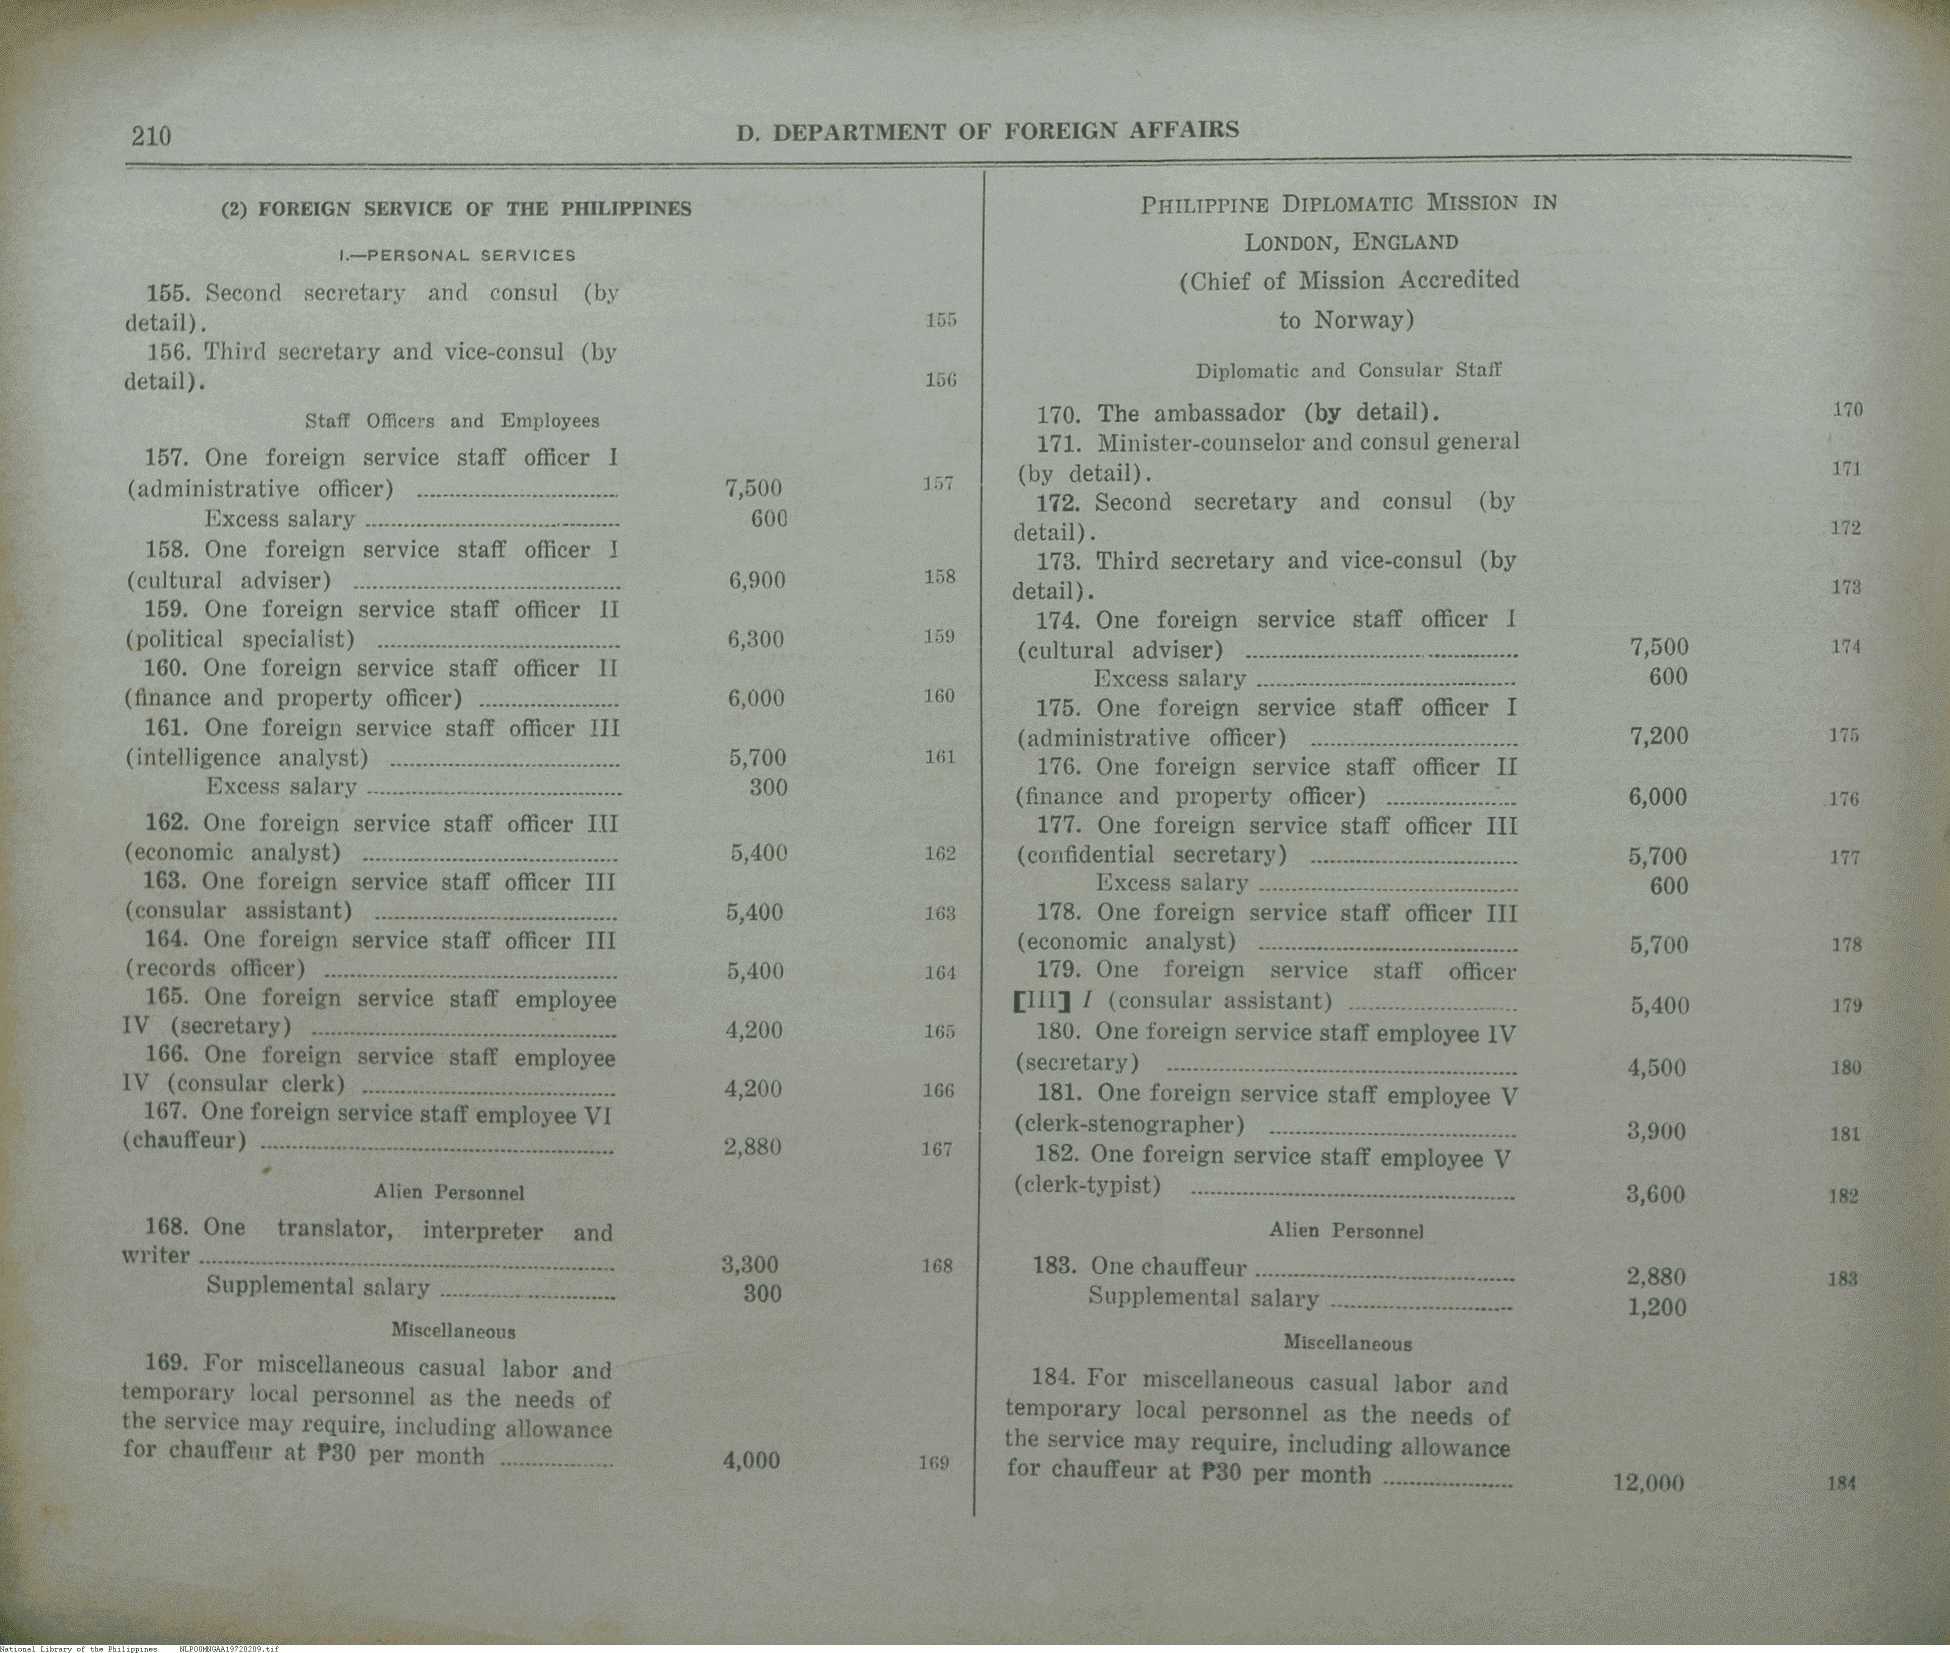 210
D. DEPARTMENT OF FOREIGN AFFAIRS
(2) FOREIGN SERVICE OF THE PHILIPPINES
I.—PERSONAL SERVICES
155. Second secretary and consul (by
detail). 155
156. Third secretary and vice-consul (by
detail). 156
Staff Officers and Employees
157. One foreign service staff officer I
(administrative officer) 7,500 157
Excess salary 600
158. One foreign service staff officer I
(cultural adviser) 6,900 158
159. One foreign service staff officer II
(political specialist) 6,300 159
160. One foreign service staff officer II
(finance and property officer) 6,000 160
161. One foreign service staff officer III
(intelligence analyst) 5,700 161
Excess salary 300
162. One foreign service staff officer III
(economic analyst) 5,400 162
163. One foreign service staff officer III
(consular assistant) 5,400 163
164. One foreign service staff officer III
(records officer) 5,400 164
165. One foreign service staff employee
IV (secretary) 4,200 165
166. One foreign service staff employee
IV (consular clerk) 4,200 166
167. One foreign service staff employee VI
(chauffeur) 2,880 167
Alien Personnel
168. One translator, interpreter and
writer 3,300 168
Supplemental salary 300
Miscellaneous
169. For miscellaneous casual labor and
temporary local personnel as the needs of
the service may require, including allowance
for chauffeur at ₱30 per month 4,000 169
PHILIPPINE DIPLOMATIC MISSION IN
LONDON, ENGLAND
(Chief of Mission Accredited
to Norway)
Diplomatic and Consular Staff
170. The ambassador (by detail). 170
171. Minister-counselor and consul general
(by detail). 171
172. Second secretary and consul (by
detail). 172
173. Third secretary and vice-consul (by
detail). 173
174. One foreign service staff officer I
(cultural adviser) 7,500 174
Excess salary 600
175. One foreign service staff officer I
(administrative officer) 7,200 175
176. One foreign service staff officer II
(finance and property officer) 6,000 176
177. One foreign service staff officer III
(confidential secretary) 5,700 177
Excess salary 600
178. One foreign service staff officer III
(economic analyst) 5,700 178
179. One foreign service staff officer
[III] I (consular assistant) 5,400 179
180. One foreign service staff employee IV
(secretary) 4,500 180
181. One foreign service staff employee V
(clerk-stenographer) 3,900 181
182. One foreign service staff employee V
(clerk-typist) 3,600 182
Alien Personnel
183. One chauffeur 2,880 183
Supplemental salary 1,200
Miscellaneous
184. For miscellaneous casual labor and
temporary local personnel as the needs of
the service may require, including allowance
for chauffeur at ₱30 per month 12,000 184
National Library of the Philippines NLPOOMNGAA19720209.tif